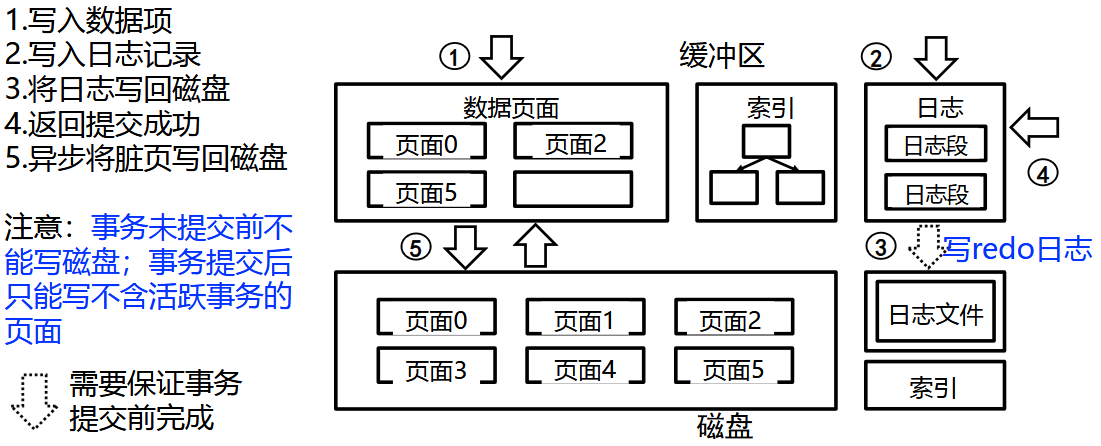 1.写入数据项
2.写入日志记录
3.将日志写回磁盘
4.返回提交成功
5.异步将脏页写回磁盘
注意：事务未提交前不
能写磁盘；事务提交后
只能写不含活跃事务的
页面
需要保证事务
提交前完成
①
缓冲区
②
数据页面
页面0
页面2
页面5
索引
日志
日志段
日志段
④
⑤
③
写redo日志
页面0
页面1
页面2
页面3
页面4
页面5
日志文件
索引
磁盘